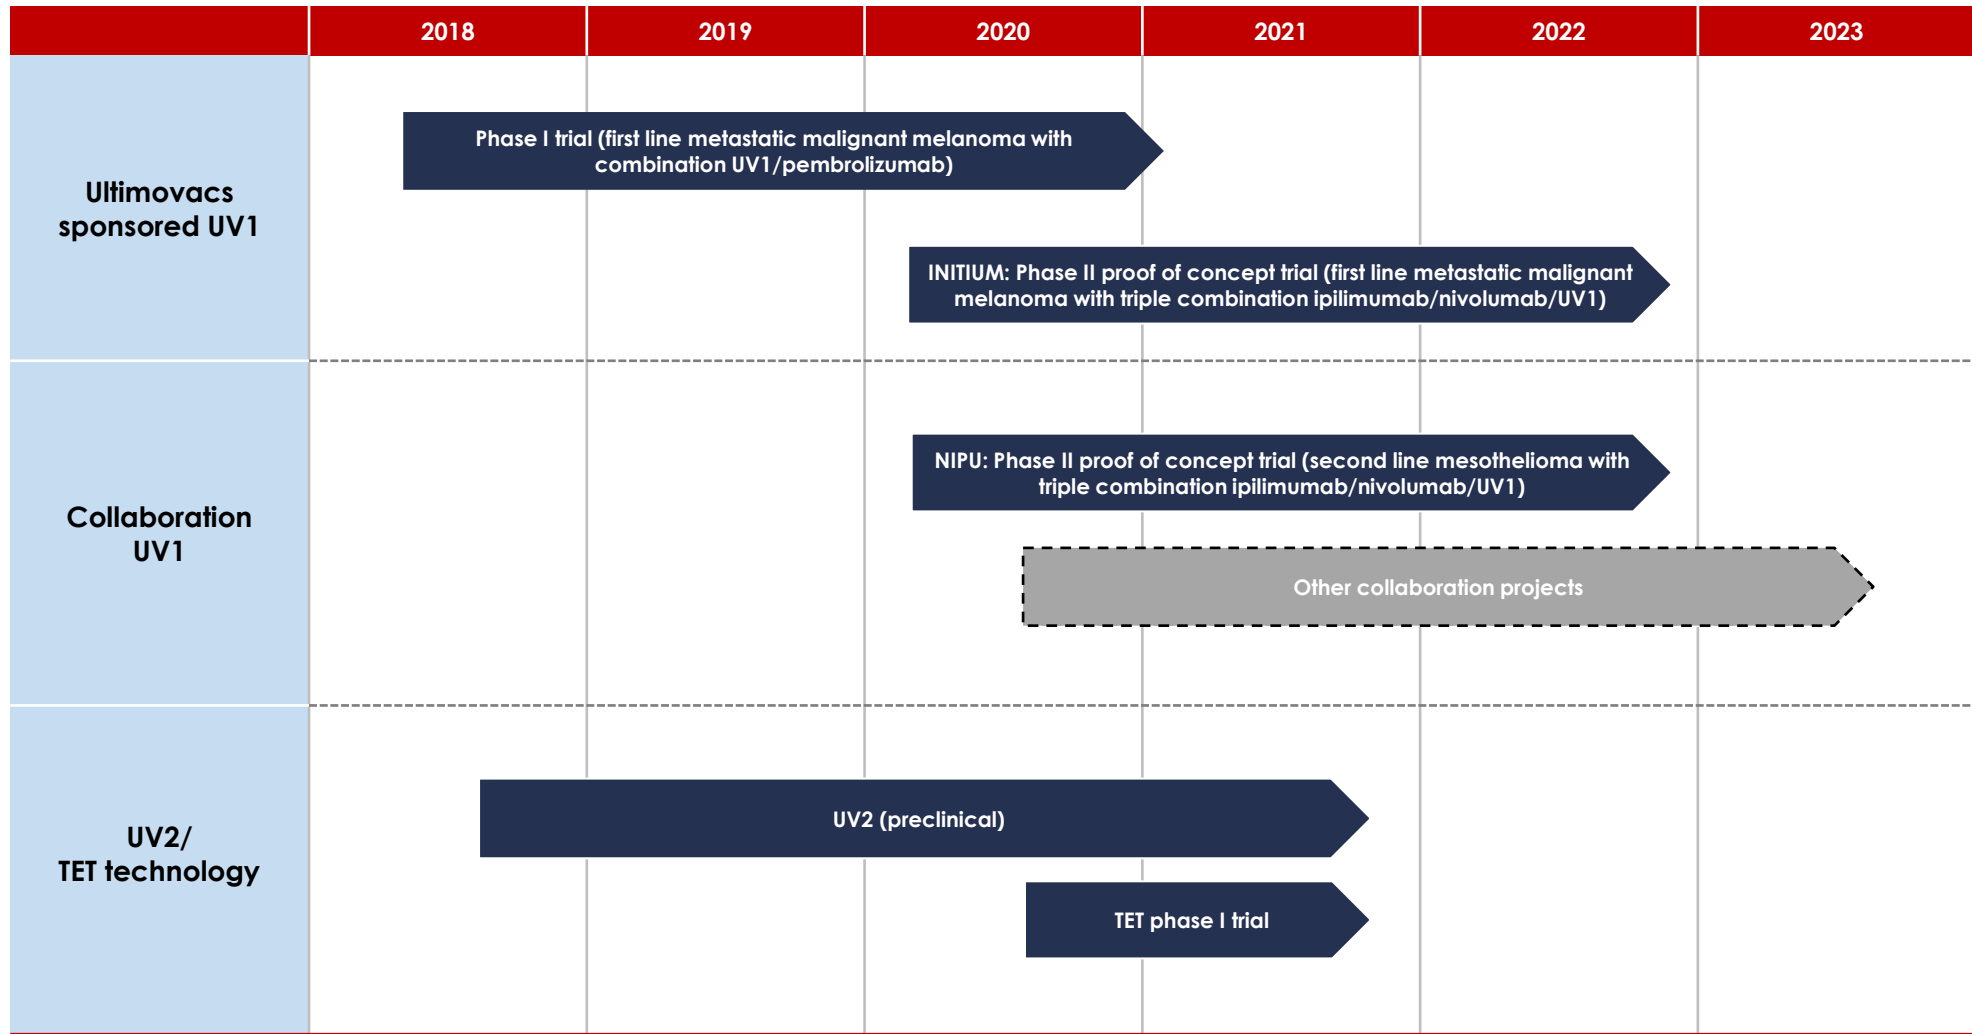 2018
2019
2020
2021
2022
2023
Ultimovacs
sponsored UV1
Phase I trial (first line metastatic malignant melanoma with
combination UV1/pembrolizumab)
INITIUM: Phase II proof of concept trial (first line metastatic malignant
melanoma with triple combination ipilimumab/nivolumab/UV1)
Collaboration
UV1
NIPU: Phase II proof of concept trial (second line mesothelioma with
triple combination ipilimumab/nivolumab/UV1)
Other collaboration projects
UV2/
TET technology
UV2 (preclinical)
TET phase I trial